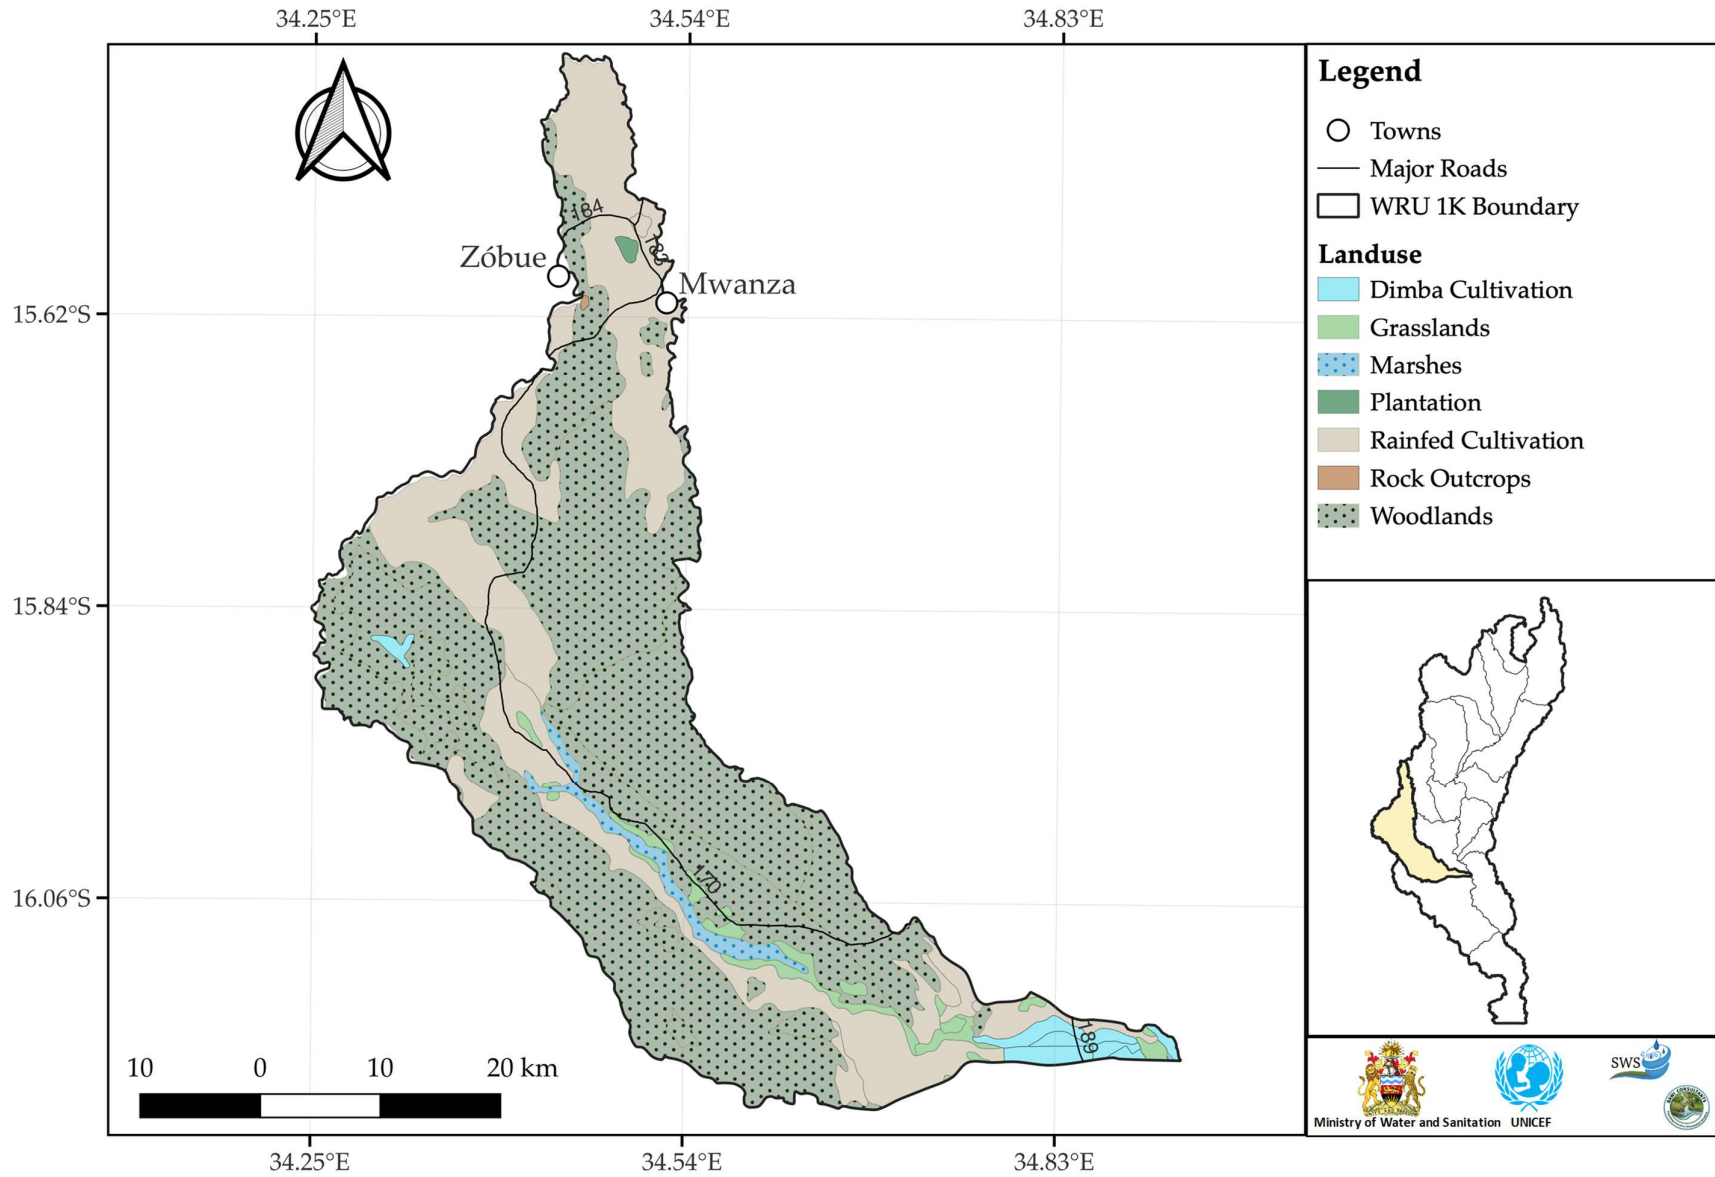 34.25°E 34.54°E 34.83°E
Legend
Towns
Major Roads
WRU 1K Boundary
Landuse
Dimba Cultivation
Grasslands
Marshes
Plantation
Rainfed Cultivation
Rock Outcrops
Woodlands
184
183
Zóbue
Mwanza
15.62°S
15.84°S
16.06°S
170
189
10 0 10 20 km
34.25°E 34.54°E 34.83°E
Ministry of Water and Sanitation
UNICEF
SWS